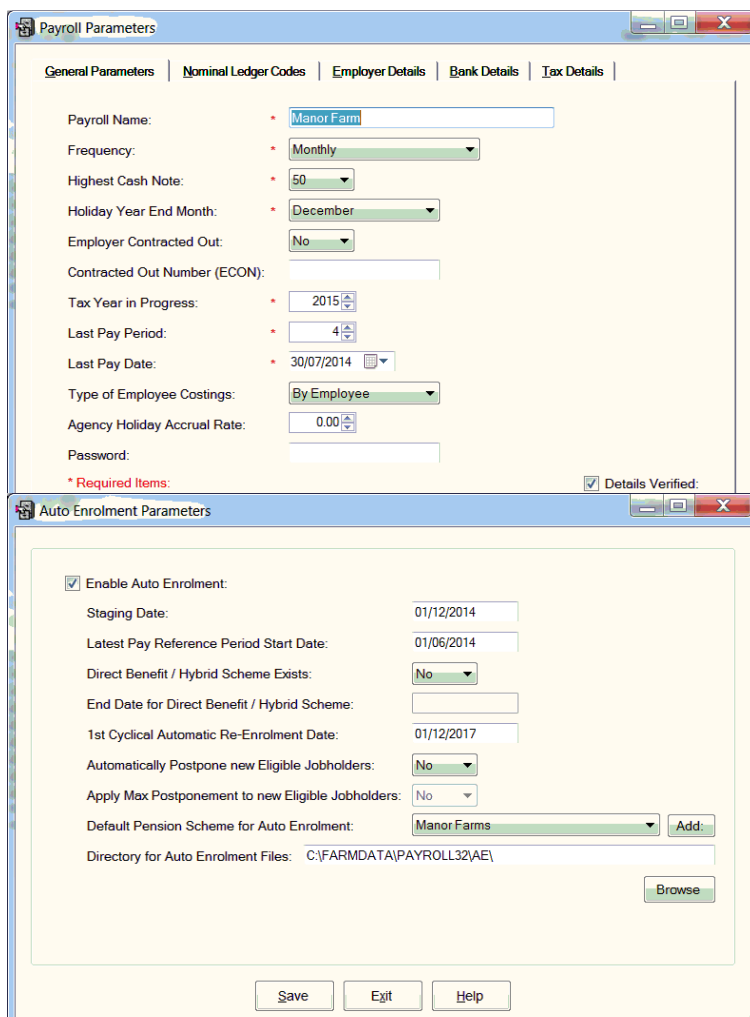 Payroll Parameters
General Parameters | Nominal Ledger Codes | Employer Details | Bank Details | Tax Details |
Payroll Name: * Manor Farm
Frequency: * Monthly
Highest Cash Note: * 50
Holiday Year End Month: * December
Employer Contracted Out: No
Contracted Out Number (ECON):
Tax Year in Progress: * 2015
Last Pay Period: * 4
Last Pay Date: * 30/07/2014
Type of Employee Costings: By Employee
Agency Holiday Accrual Rate: 0.00
Password:
* Required Items: Details Verified:
Auto Enrolment Parameters
Enable Auto Enrolment:
Staging Date: 01/12/2014
Latest Pay Reference Period Start Date: 01/06/2014
Direct Benefit / Hybrid Scheme Exists: No
End Date for Direct Benefit / Hybrid Scheme:
1st Cyclical Automatic Re-Enrolment Date: 01/12/2017
Automatically Postpone new Eligible Jobholders: No
Apply Max Postponement to new Eligible Jobholders: No
Default Pension Scheme for Auto Enrolment: Manor Farms Add:
Directory for Auto Enrolment Files: C:\FARMDATA\PAYROLL32\AE\
Browse
Save Exit Help